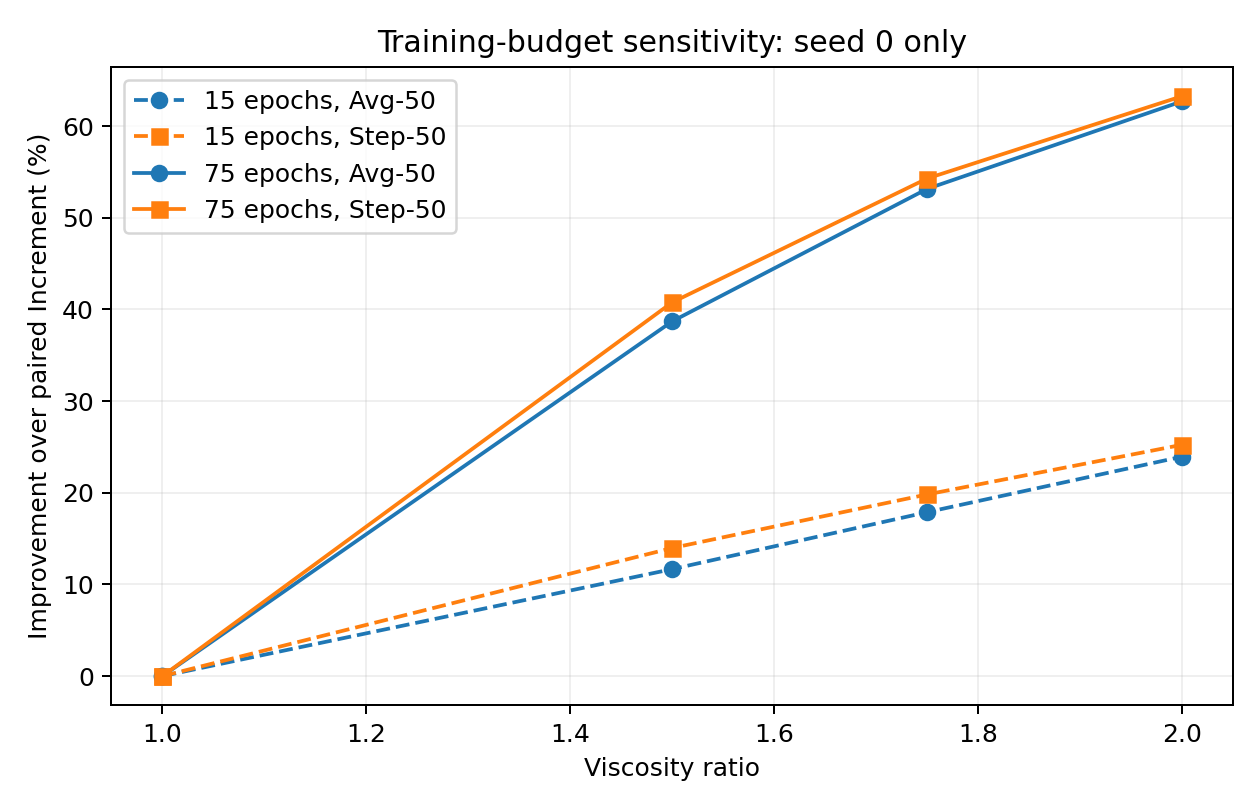 Training-budget sensitivity: seed 0 only
15 epochs, Avg-50
15 epochs, Step-50
75 epochs, Avg-50
75 epochs, Step-50
Improvement over paired Increment (%)
60
50
40
30
20
10
0
1.0 1.2 1.4 1.6 1.8 2.0
Viscosity ratio